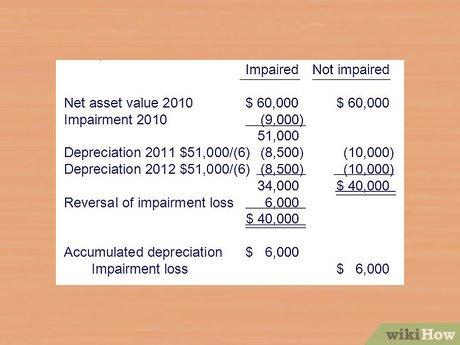 Impaired Not impaired
Net asset value 2010 $ 60,000 $ 60,000
Impairment 2010 (9,000)
51,000
Depreciation 2011 $51,000/(6) (8,500) (10,000)
Depreciation 2012 $51,000/(6) (8,500) (10,000)
34,000 $ 40,000
Reversal of impairment loss 6,000
$ 40,000
Accumulated depreciation $ 6,000
Impairment loss $ 6,000
wikiHow